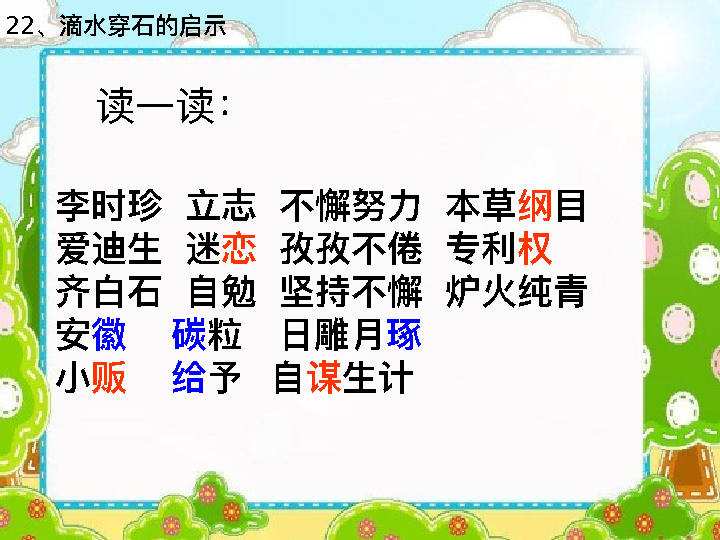 22、滴水穿石的启示
读一读：
李时珍 立志 不懈努力 本草纲目
爱迪生 迷恋 孜孜不倦 专利权
齐白石 自勉 坚持不懈 炉火纯青
安徽 碳粒 日雕月琢
小贩 给予 自谋生计